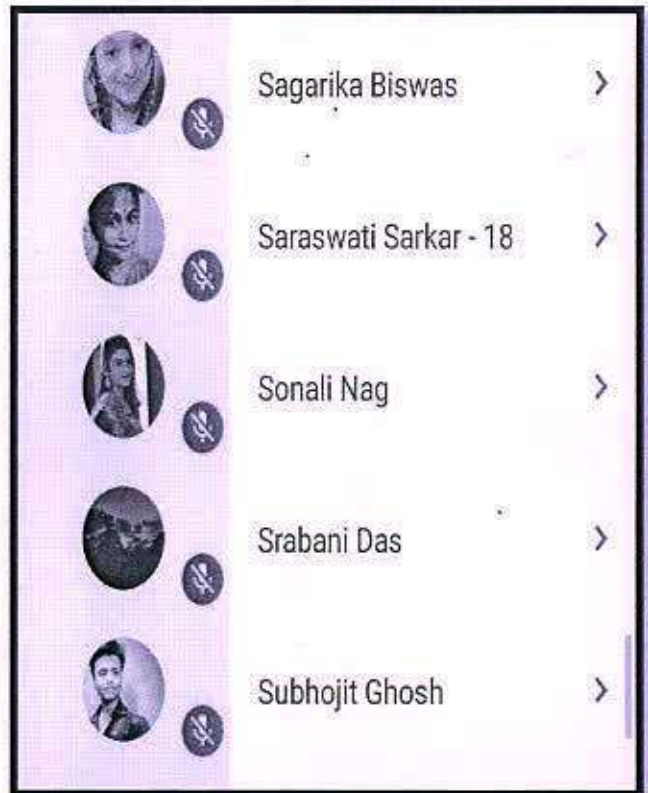 Sagarika Biswas
Saraswati Sarkar - 18
Sonali Nag
Srabani Das
Subhojit Ghosh